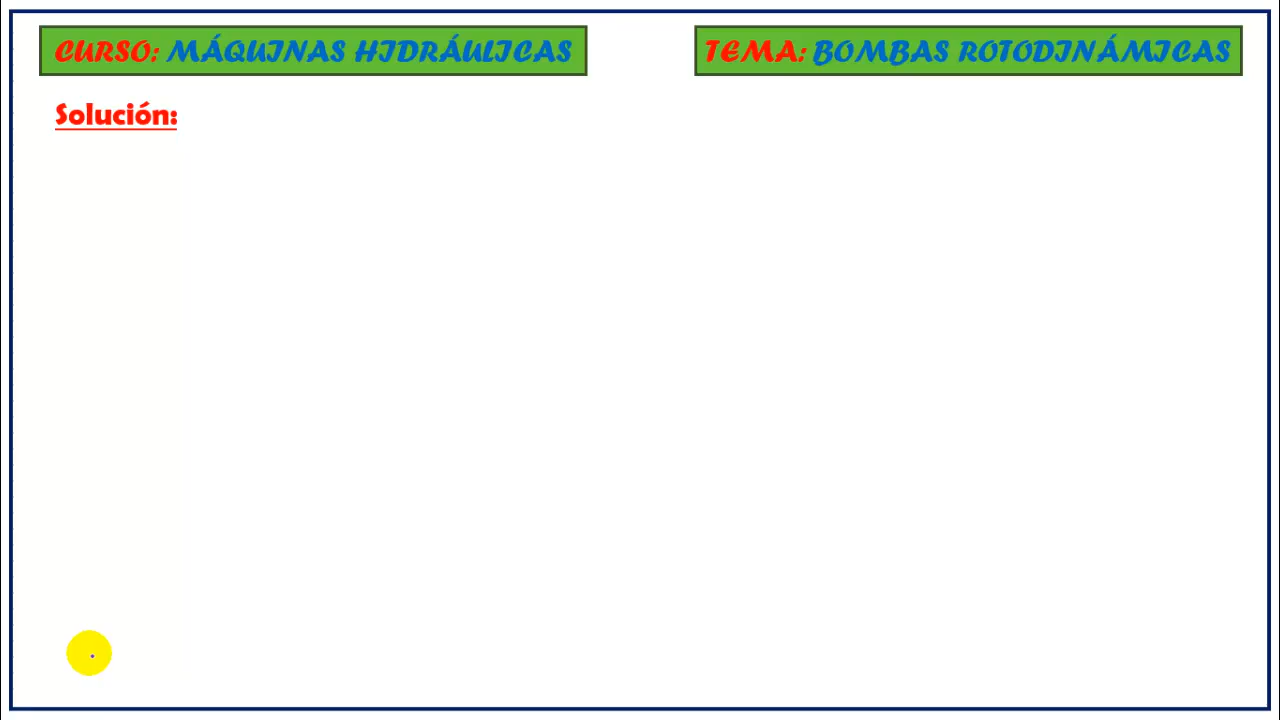 CURSO: MÁQUINAS HIDRÁULICAS
TEMA: BOMBAS ROTODINÁMICAS
Solución: